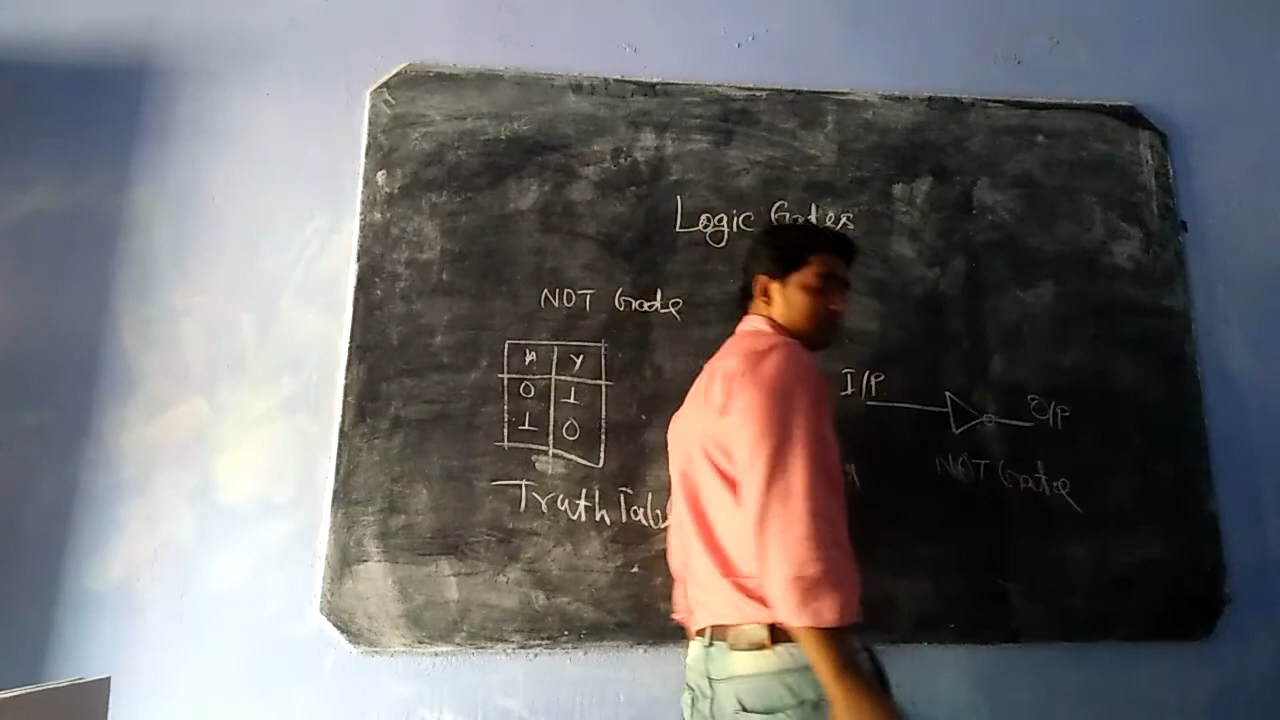 Logic Gates
NOT Gate
A Y
0 1
1 0
Truth Tab
I/P
O/P
NOT Gate